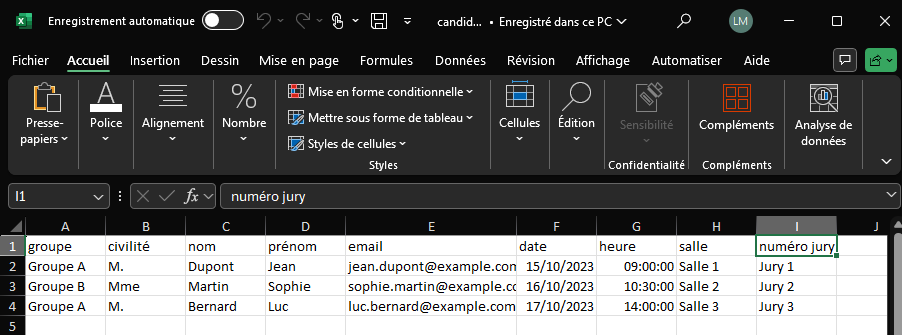 Enregistrement automatique candid... • Enregistré dans ce PC LM
Fichier Accueil Insertion Dessin Mise en page Formules Données Révision Affichage Automatiser Aide
Presse-papiers Police Alignement Nombre Mise en forme conditionnelle Mettre sous forme de tableau Styles de cellules Cellules Édition Sensibilité Compléments Analyse de données
Styles Confidentialité Compléments
I1 fx numéro jury
A B C D E F G H I J
1 groupe civilité nom prénom email date heure salle numéro jury
2 Groupe A M. Dupont Jean jean.dupont@example.com 15/10/2023 09:00:00 Salle 1 Jury 1
3 Groupe B Mme Martin Sophie sophie.martin@example.co 16/10/2023 10:30:00 Salle 2 Jury 2
4 Groupe A M. Bernard Luc luc.bernard@example.com 17/10/2023 14:00:00 Salle 3 Jury 3
5